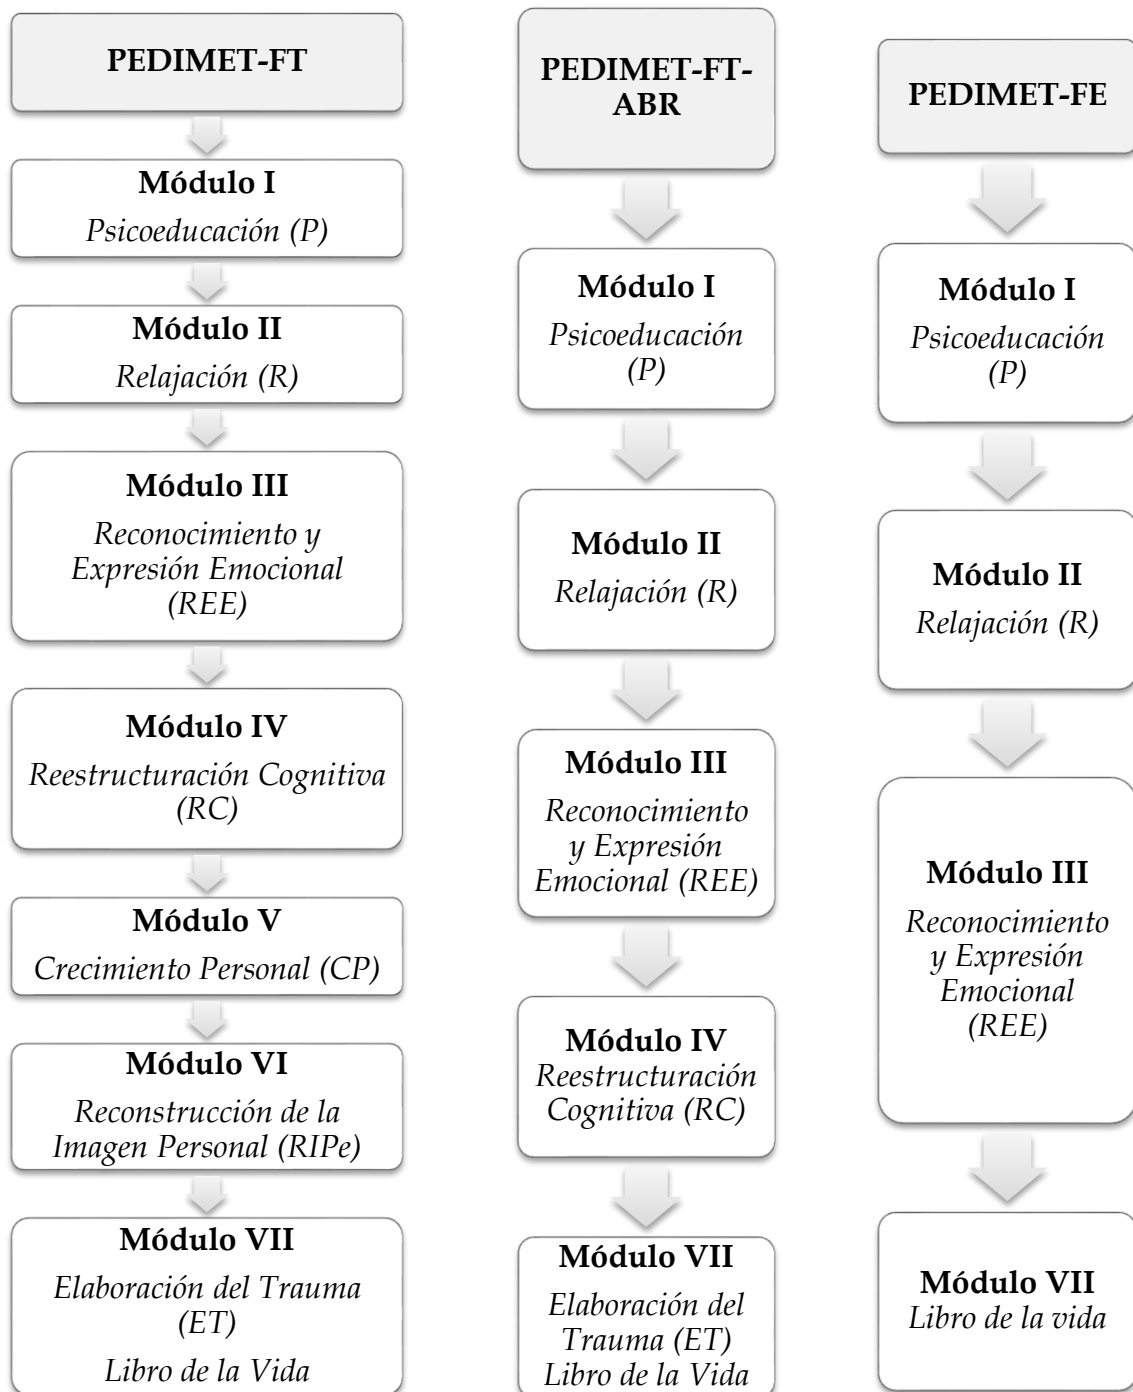 PEDIMET-FT
Módulo I
Psicoeducación (P)
Módulo II
Relajación (R)
Módulo III
Reconocimiento y
Expresión Emocional
(REE)
Módulo IV
Reestructuración Cognitiva
(RC)
Módulo V
Crecimiento Personal (CP)
Módulo VI
Reconstrucción de la
Imagen Personal (RIPe)
Módulo VII
Elaboración del Trauma
(ET)
Libro de la Vida
PEDIMET-FT-
ABR
Módulo I
Psicoeducación
(P)
Módulo II
Relajación (R)
Módulo III
Reconocimiento
y Expresión
Emocional (REE)
Módulo IV
Reestructuración
Cognitiva (RC)
Módulo VII
Elaboración del
Trauma (ET)
Libro de la Vida
PEDIMET-FE
Módulo I
Psicoeducación
(P)
Módulo II
Relajación (R)
Módulo III
Reconocimiento
y Expresión
Emocional
(REE)
Módulo VII
Libro de la vida